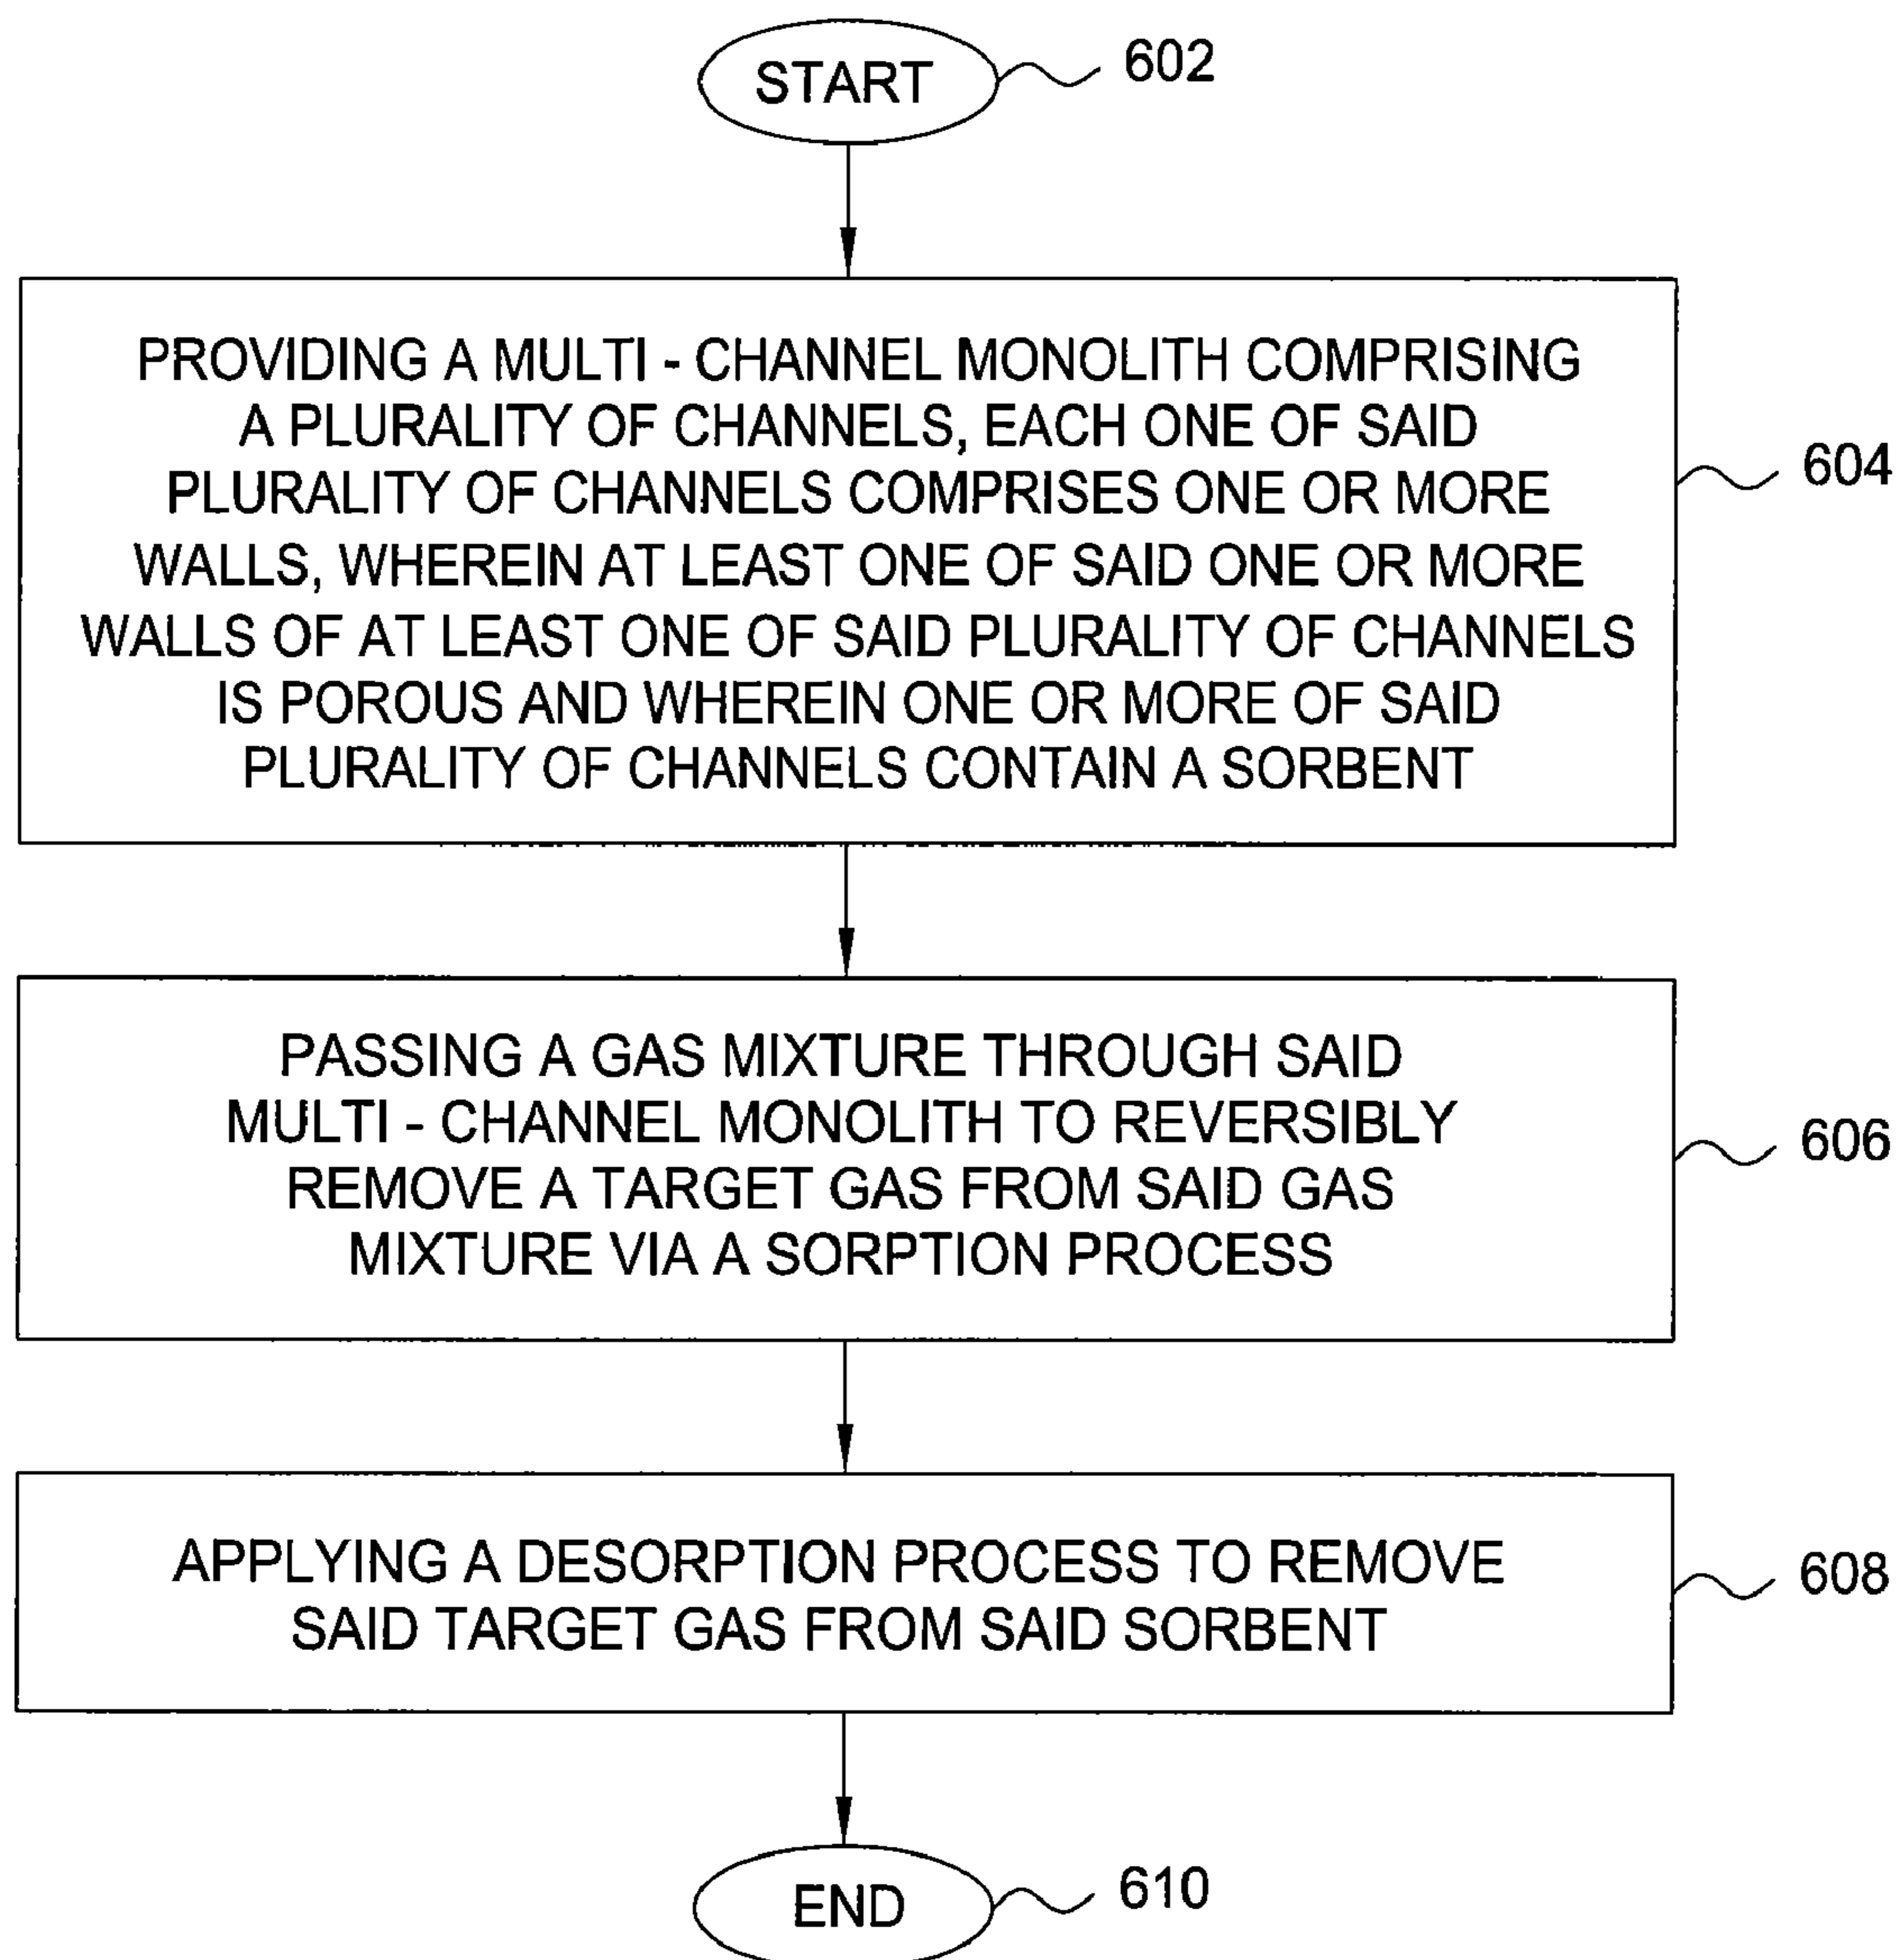 START
602
PROVIDING A MULTI - CHANNEL MONOLITH COMPRISING
A PLURALITY OF CHANNELS, EACH ONE OF SAID
PLURALITY OF CHANNELS COMPRISES ONE OR MORE
WALLS, WHEREIN AT LEAST ONE OF SAID ONE OR MORE
WALLS OF AT LEAST ONE OF SAID PLURALITY OF CHANNELS
IS POROUS AND WHEREIN ONE OR MORE OF SAID
PLURALITY OF CHANNELS CONTAIN A SORBENT
604
PASSING A GAS MIXTURE THROUGH SAID
MULTI - CHANNEL MONOLITH TO REVERSIBLY
REMOVE A TARGET GAS FROM SAID GAS
MIXTURE VIA A SORPTION PROCESS
606
APPLYING A DESORPTION PROCESS TO REMOVE
SAID TARGET GAS FROM SAID SORBENT
608
END
610